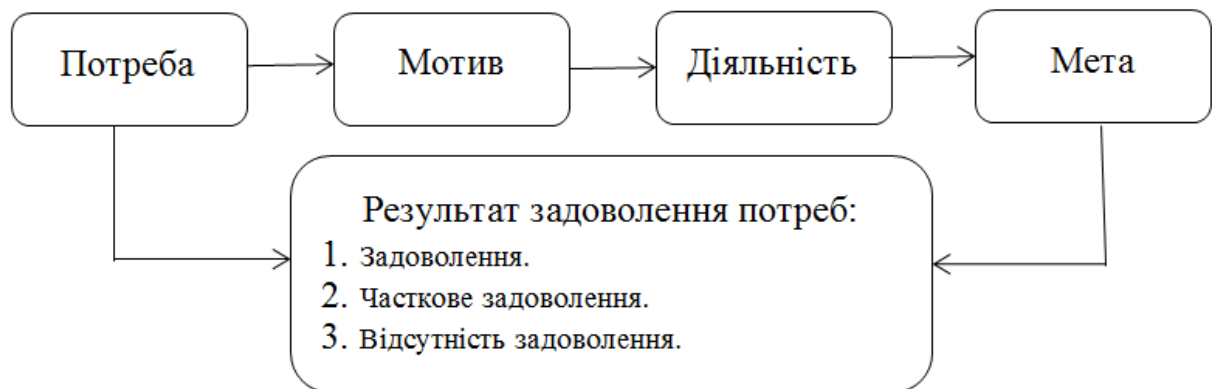 Потреба
Мотив
Діяльність
Мета
Результат задоволення потреб:
1. Задоволення.
2. Часткове задоволення.
3. Відсутність задоволення.